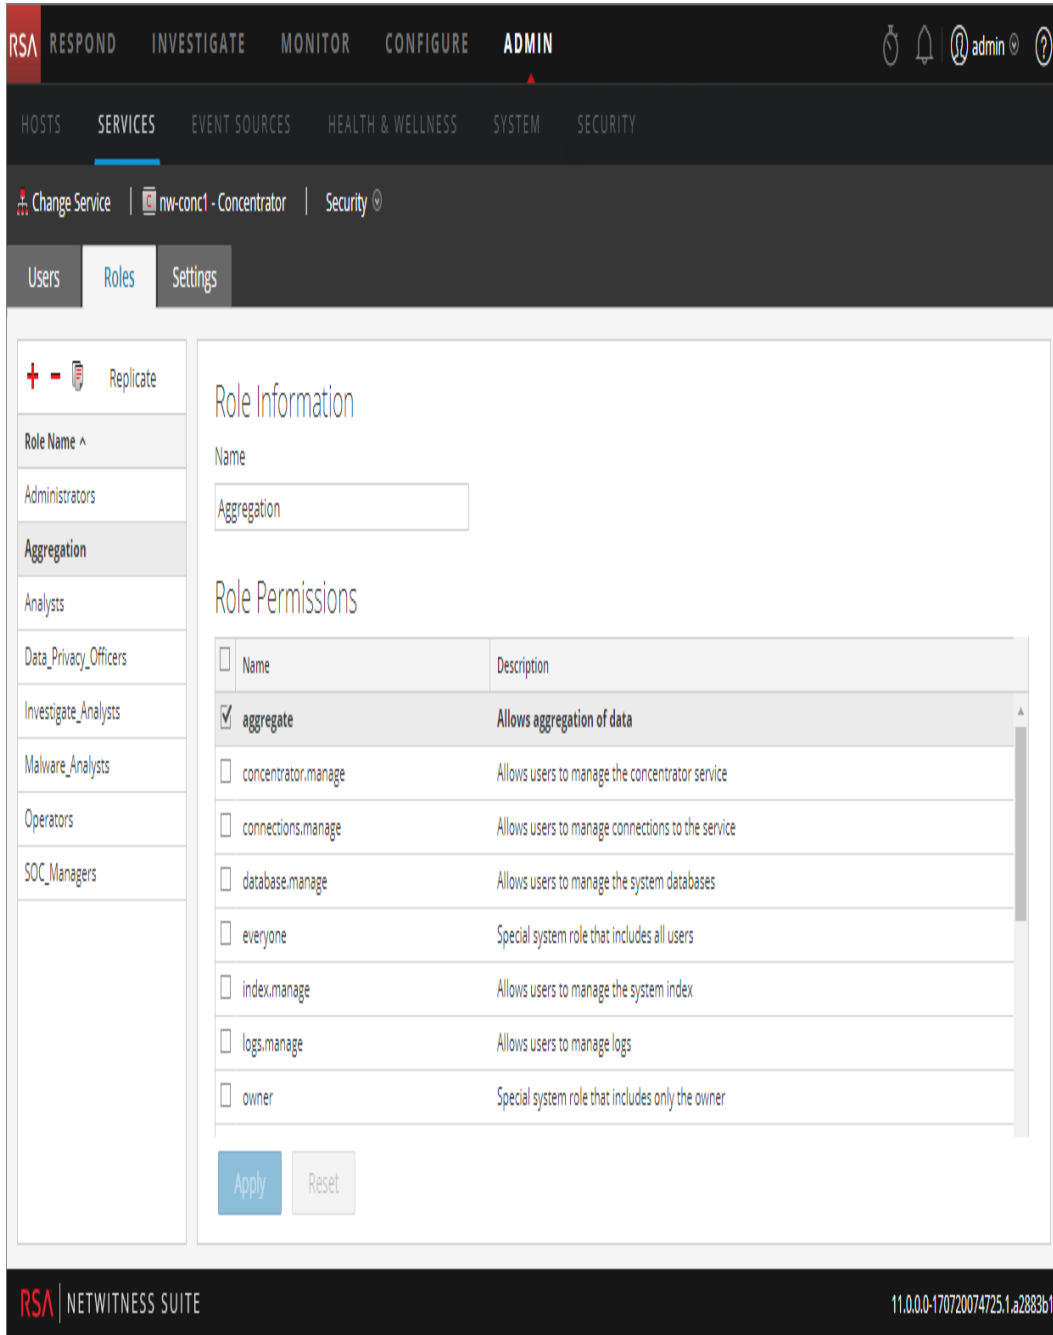 RSA RESPOND INVESTIGATE MONITOR CONFIGURE ADMIN admin ?
HOSTS SERVICES EVENT SOURCES HEALTH & WELLNESS SYSTEM SECURITY
Change Service | C nw-conc1 - Concentrator | Security
Users Roles Settings
Replicate
Role Name ^
Administrators
Aggregation
Analysts
Data_Privacy_Officers
Investigate_Analysts
Malware_Analysts
Operators
SOC_Managers
Role Information
Name
Aggregation
Role Permissions
Name Description
aggregate Allows aggregation of data
concentrator.manage Allows users to manage the concentrator service
connections.manage Allows users to manage connections to the service
database.manage Allows users to manage the system databases
everyone Special system role that includes all users
index.manage Allows users to manage the system index
logs.manage Allows users to manage logs
owner Special system role that includes only the owner
Apply Reset
RSA | NETWITNESS SUITE 11.0.0.0-170720074725.1.a2883b1